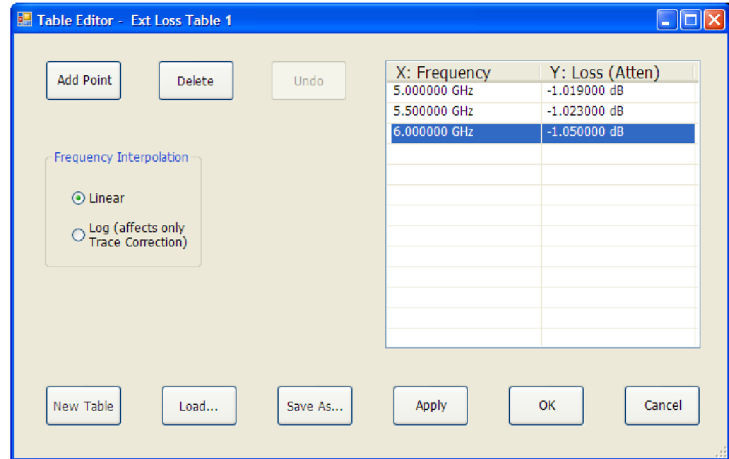 Table Editor - Ext Loss Table 1
Add Point
Delete
Undo
X: Frequency Y: Loss (Atten)
5.000000 GHz -1.019000 dB
5.500000 GHz -1.023000 dB
6.000000 GHz -1.050000 dB
Frequency Interpolation
Linear
Log (affects only
Trace Correction)
New Table
Load...
Save As...
Apply
OK
Cancel